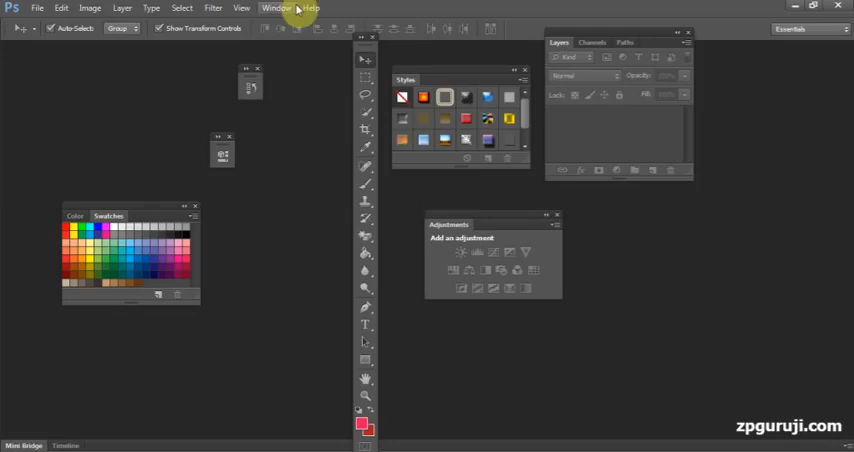 Ps File Edit Image Layer Type Select Filter View Window Help
Auto-Select: Group Show Transform Controls Essentials
Layers Channels Paths
Kind
Styles
Normal Opacity:
Lock: Fill:
Color Swatches
Adjustments
Add an adjustment
T
zpguruji.com
Mini Bridge Timeline